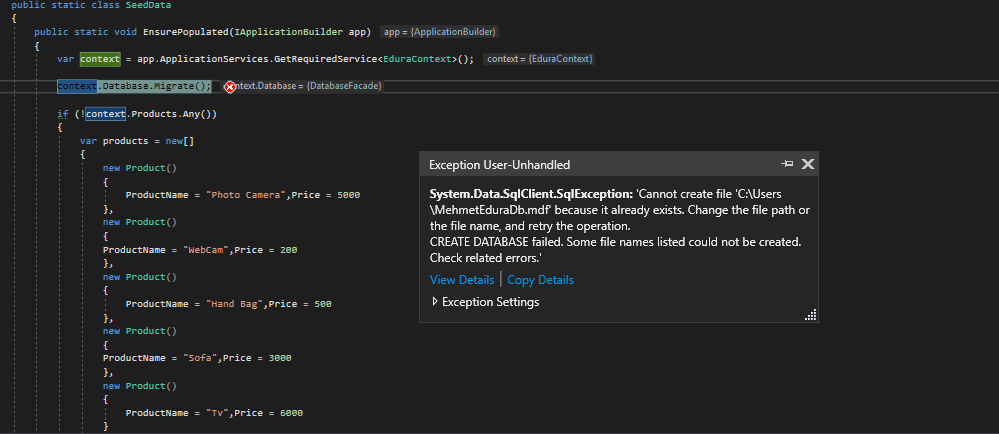 public static class SeedData
{
public static void EnsurePopulated(IApplicationBuilder app) app = {ApplicationBuilder}
{
var context = app.ApplicationServices.GetRequiredService<EduraContext>(); context = {EduraContext}
context.Database.Migrate(); ntext.Database = {DatabaseFacade}
if (!context.Products.Any())
{
var products = new[]
{
new Product()
{
ProductName = "Photo Camera",Price = 5000
},
new Product()
{
ProductName = "WebCam",Price = 200
},
new Product()
{
ProductName = "Hand Bag",Price = 500
},
new Product()
{
ProductName = "Sofa",Price = 3000
},
new Product()
{
ProductName = "Tv",Price = 6000
}
Exception User-Unhandled
System.Data.SqlClient.SqlException: 'Cannot create file 'C:\Users
\MehmetEduraDb.mdf' because it already exists. Change the file path or
the file name, and retry the operation.
CREATE DATABASE failed. Some file names listed could not be created.
Check related errors.'
View Details | Copy Details
Exception Settings